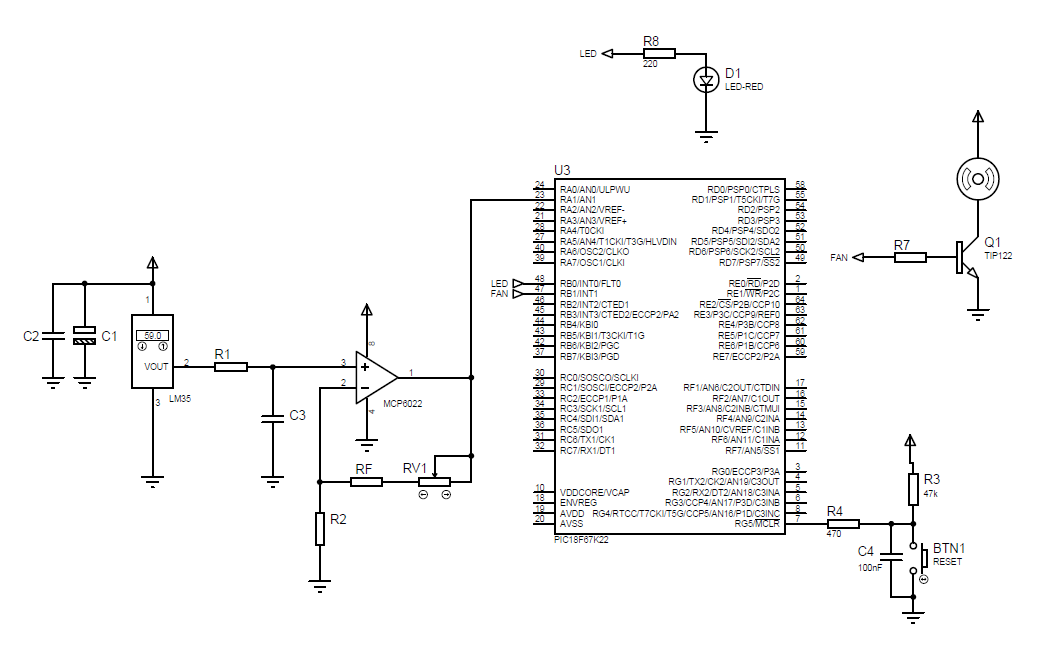 R8
LED
220
D1
LED-RED
U3
24 RA0/AN0/ULPWU RD0/PSP0/CTPLS 58
23 RA1/AN1 RD1/PSP1/T5CKI/T7G 55
22 RA2/AN2/VREF- RD2/PSP2 54
21 RA3/AN3/VREF+ RD3/PSP3 53
28 RA4/T0CKI RD4/PSP4/SDO2 52
27 RA5/AN4/T1CKI/T3G/HLVDIN RD5/PSP5/SDI2/SDA2 51
40 RA6/OSC2/CLKO RD6/PSP6/SCK2/SCL2 50
39 RA7/OSC1/CLKI RD7/PSP7/SS2 49
LED 48 RB0/INT0/FLT0 RE0/RD/P2D 2
FAN 47 RB1/INT1 RE1/WR/P2C 1
46 RB2/INT2/CTED1 RE2/CS/P2B/CCP10 64
45 RB3/INT3/CTED2/ECCP2/PA2 RE3/P3C/CCP9/REF0 63
44 RB4/KBI0 RE4/P3B/CCP8 62
43 RB5/KBI1/T3CKI/T1G RE5/P1C/CCP7 61
42 RB6/KBI2/PGC RE6/P1B/CCP6 60
37 RB7/KBI3/PGD RE7/ECCP2/P2A 59
30 RC0/SOSCO/SCLKI
29 RC1/SOSCI/ECCP2/P2A RF1/AN6/C2OUT/CTDIN 17
33 RC2/ECCP1/P1A RF2/AN7/C1OUT 16
34 RC3/SCK1/SCL1 RF3/AN8/C2INB/CTMUI 15
35 RC4/SDI1/SDA1 RF4/AN9/C2INA 14
36 RC5/SDO1 RF5/AN10/CVREF/C1INB 13
31 RC6/TX1/CK1 RF6/AN11/C1INA 12
32 RC7/RX1/DT1 RF7/AN5/SS1 11
RG0/ECCP3/P3A 3
RG1/TX2/CK2/AN19/C3OUT 4
10 VDDCORE/VCAP RG2/RX2/DT2/AN18/C3INA 5
18 ENVREG RG3/CCP4/AN17/P3D/C3INB 6
19 AVDD RG4/RTCC/T7CKI/T5G/CCP5/AN16/P1D/C3INC 8
20 AVSS RG5/MCLR 7
PIC18F67K22
R7
FAN
Q1
TIP122
C2
C1
1
59.0
VOUT
2
3
LM35
R1
C3
3
2
8
4
1
MCP6022
RF
RV1
R2
R4
470
R3
47k
C4
100nF
BTN1
RESET